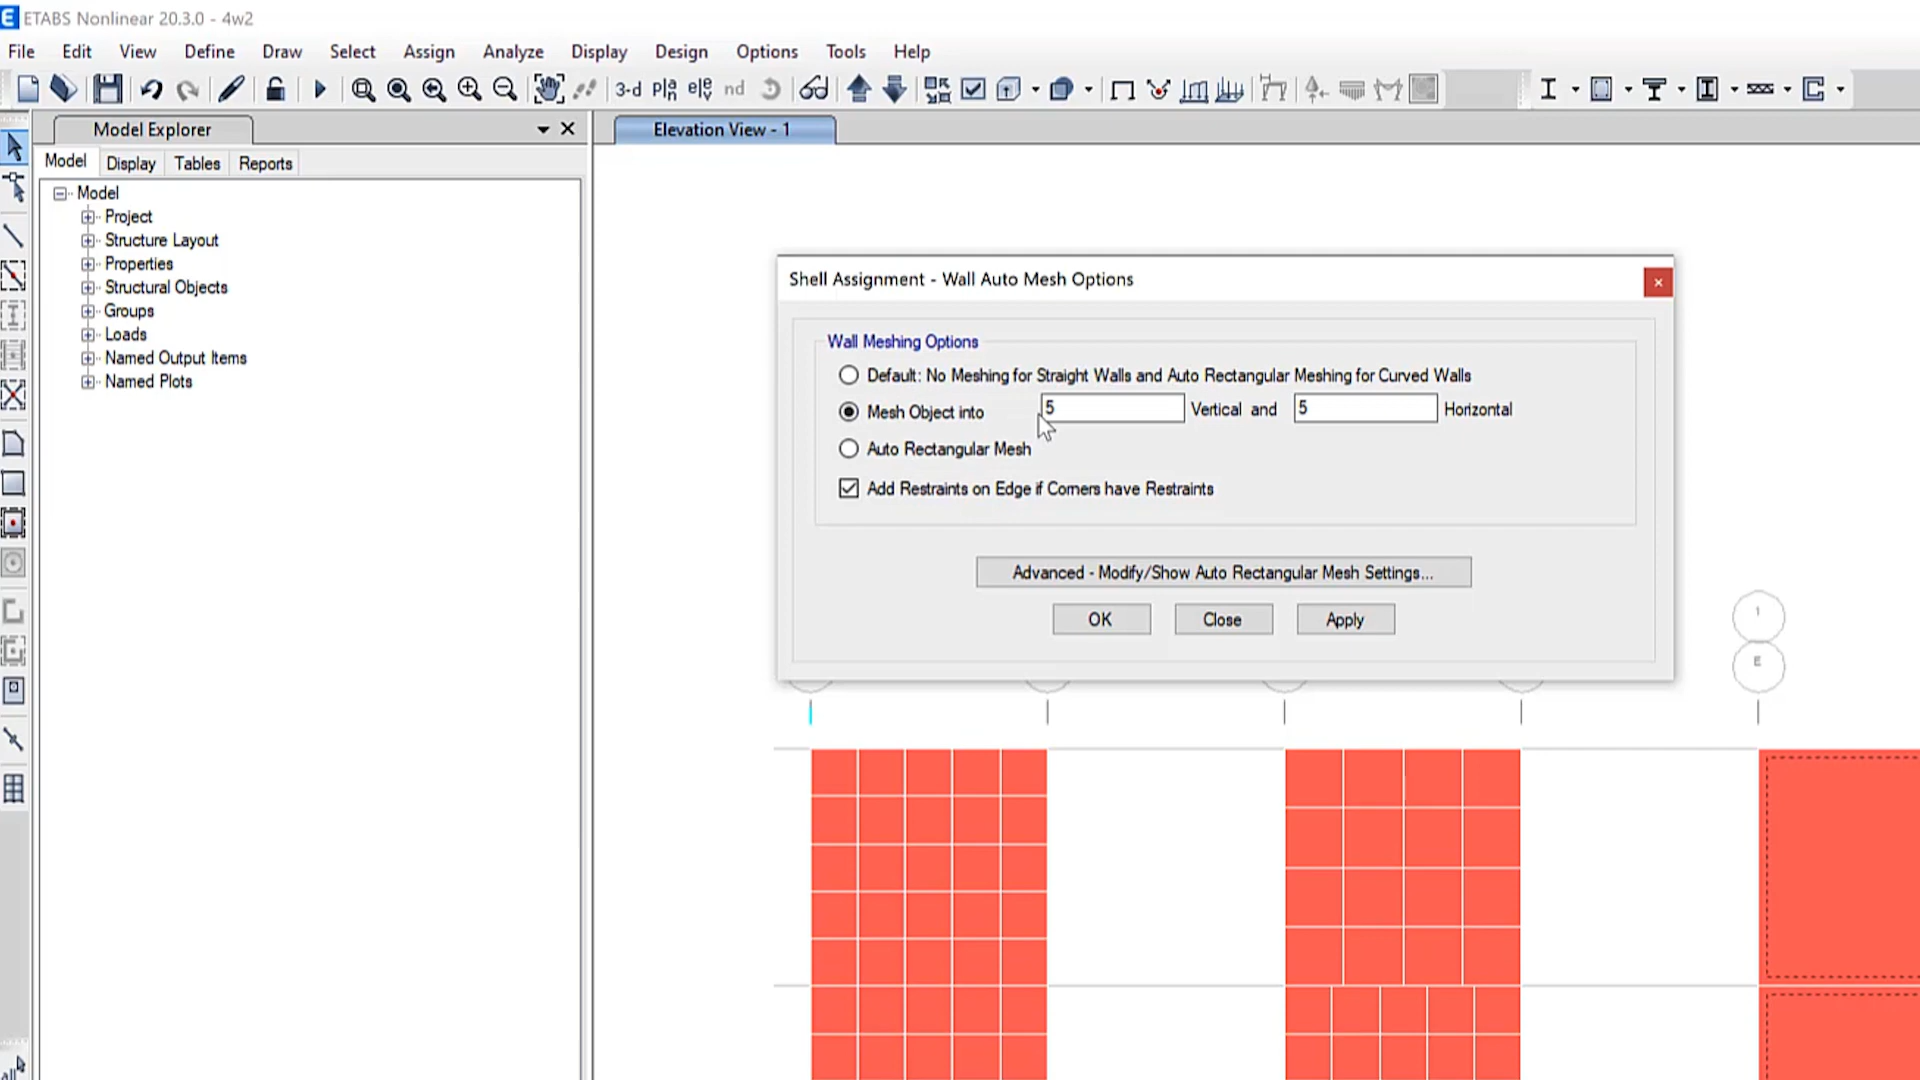 ETABS Nonlinear 20.3.0 - 4w2
File Edit View Define Draw Select Assign Analyze Display Design Options Tools Help
3-d nd
Model Explorer
Elevation View - 1
Model Display Tables Reports
Model
Project
Structure Layout
Properties
Structural Objects
Groups
Loads
Named Output Items
Named Plots
Shell Assignment - Wall Auto Mesh Options
Wall Meshing Options
Default: No Meshing for Straight Walls and Auto Rectangular Meshing for Curved Walls
Mesh Object into 5 Vertical and 5 Horizontal
Auto Rectangular Mesh
Add Restraints on Edge if Corners have Restraints
Advanced - Modify/Show Auto Rectangular Mesh Settings...
OK Close Apply
1
E
all